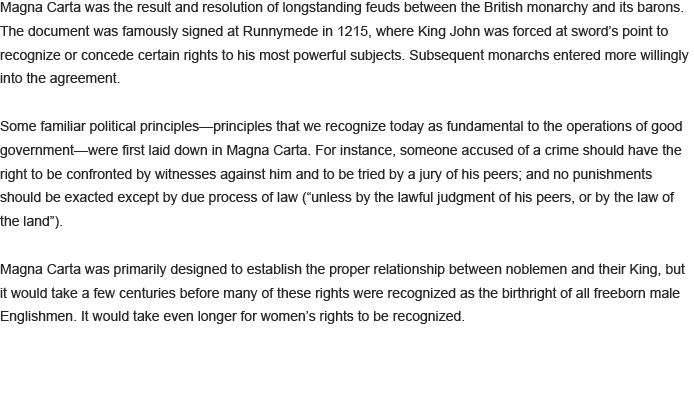 Magna Carta was the result and resolution of longstanding feuds between the British monarchy and its barons.
The document was famously signed at Runnymede in 1215, where King John was forced at sword’s point to
recognize or concede certain rights to his most powerful subjects. Subsequent monarchs entered more willingly
into the agreement.
Some familiar political principles—principles that we recognize today as fundamental to the operations of good
government—were first laid down in Magna Carta. For instance, someone accused of a crime should have the
right to be confronted by witnesses against him and to be tried by a jury of his peers; and no punishments
should be exacted except by due process of law (“unless by the lawful judgment of his peers, or by the law of
the land”).
Magna Carta was primarily designed to establish the proper relationship between noblemen and their King, but
it would take a few centuries before many of these rights were recognized as the birthright of all freeborn male
Englishmen. It would take even longer for women’s rights to be recognized.